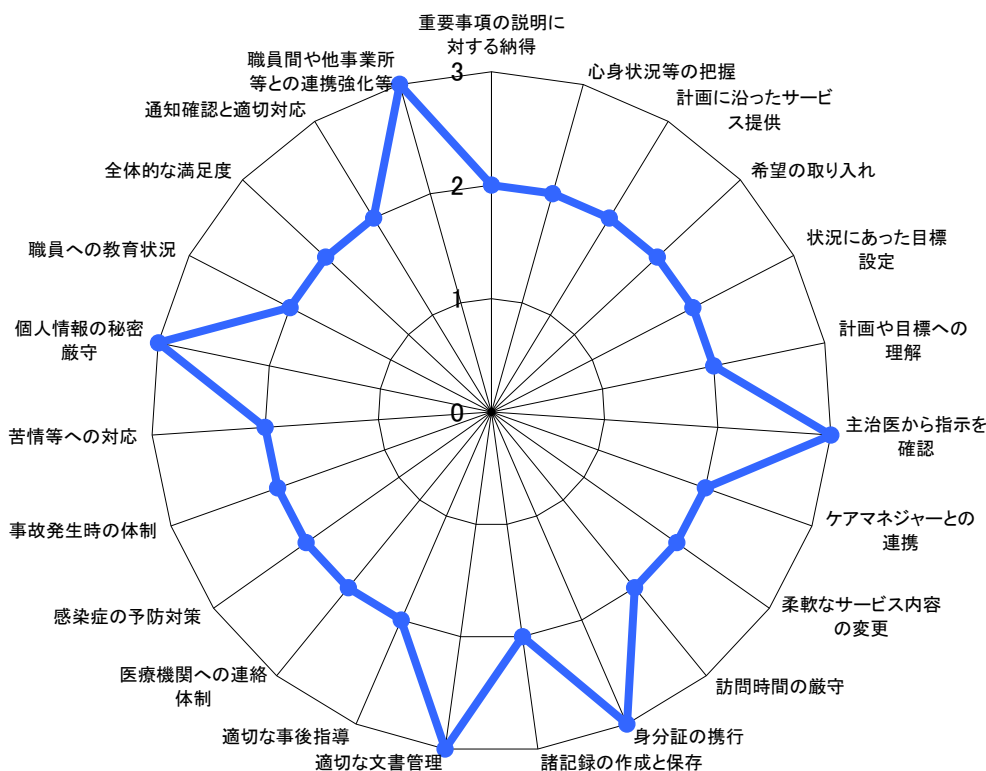 重要事項の説明に
対する納得
心身状況等の把握
計画に沿ったサービ
ス提供
希望の取り入れ
状況にあった目標
設定
計画や目標への
理解
主治医から指示を
確認
ケアマネジャーとの
連携
柔軟なサービス内容
の変更
訪問時間の厳守
身分証の携行
諸記録の作成と保存
適切な文書管理
適切な事後指導
医療機関への連絡
体制
感染症の予防対策
事故発生時の体制
苦情等への対応
個人情報の秘密
厳守
職員への教育状況
全体的な満足度
通知確認と適切対応
職員間や他事業所
等との連携強化等
3
2
1
0